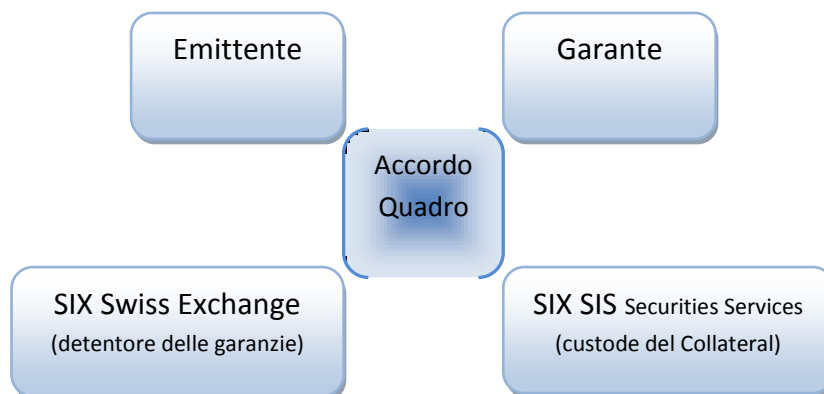 Emittente
Garante
Accordo
Quadro
SIX Swiss Exchange
(detentore delle garanzie)
SIX SIS Securities Services
(custode del Collateral)